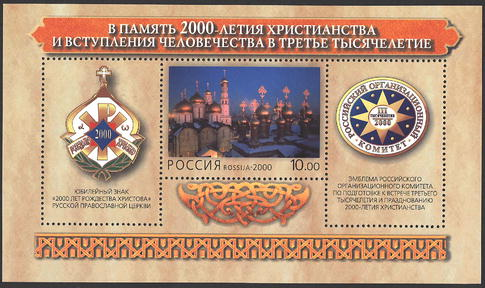 В ПАМЯТЬ 2000-ЛЕТИЯ ХРИСТИАНСТВА
И ВСТУПЛЕНИЯ ЧЕЛОВЕЧЕСТВА В ТРЕТЬЕ ТЫСЯЧЕЛЕТИЕ
α ω
2000
ЮБИЛЕЙНЫЙ ЗНАК
«2000 ЛЕТ РОЖДЕСТВА ХРИСТОВА»
РУССКОЙ ПРАВОСЛАВНОЙ ЦЕРКВИ
РОССИЯ ROSSIJA•2000 10.00
РОССИЙСКИЙ ОРГАНИЗАЦИОННЫЙ
КОМИТЕТ
III
ТЫСЯЧЕЛЕТИЕ
2000
ЭМБЛЕМА РОССИЙСКОГО
ОРГАНИЗАЦИОННОГО КОМИТЕТА
ПО ПОДГОТОВКЕ К ВСТРЕЧЕ ТРЕТЬЕГО
ТЫСЯЧЕЛЕТИЯ И ПРАЗДНОВАНИЮ
2000-ЛЕТИЯ ХРИСТИАНСТВА